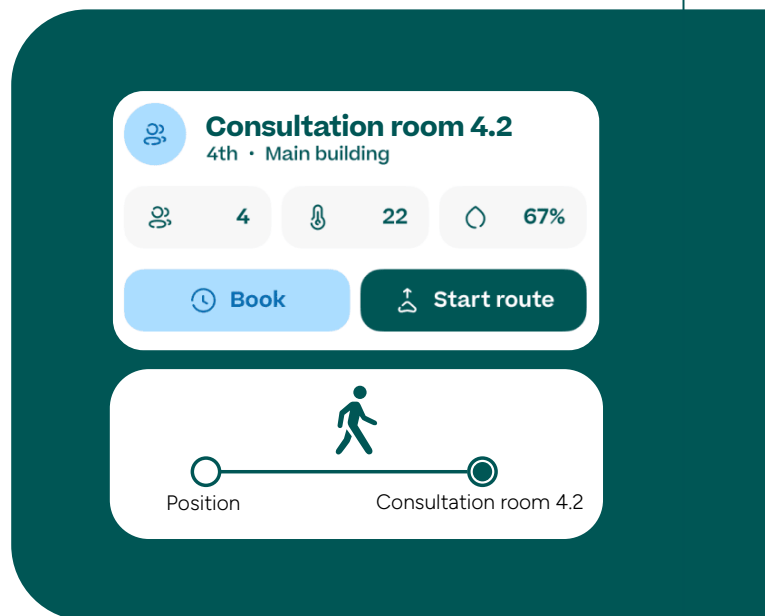 Consultation room 4.2
4th · Main building
4
22
67%
Book
Start route
Position
Consultation room 4.2